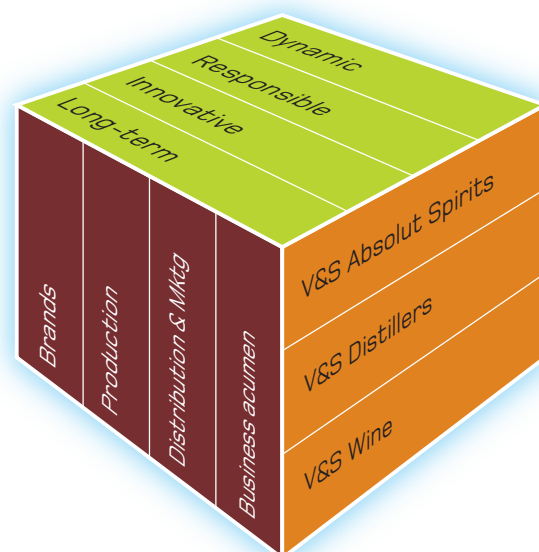 Dynamic
Responsible
Innovative
Long-term
Brands
Production
Distribution & Mktg
Business acumen
V&S Absolut Spirits
V&S Distillers
V&S Wine